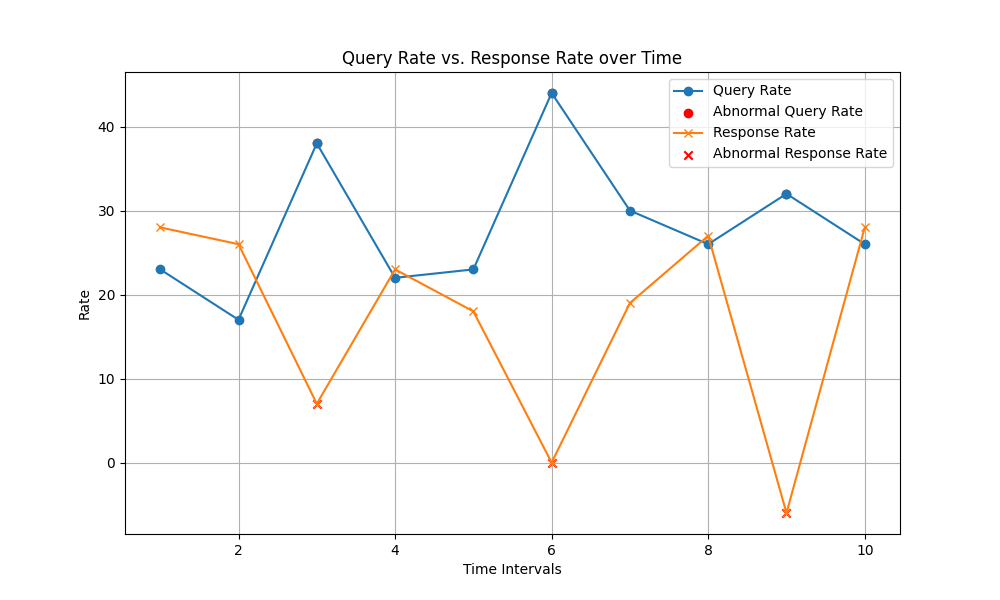 Query Rate vs. Response Rate over Time
Query Rate
Abnormal Query Rate
Response Rate
Abnormal Response Rate
40
30
20
10
0
Rate
2 4 6 8 10
Time Intervals